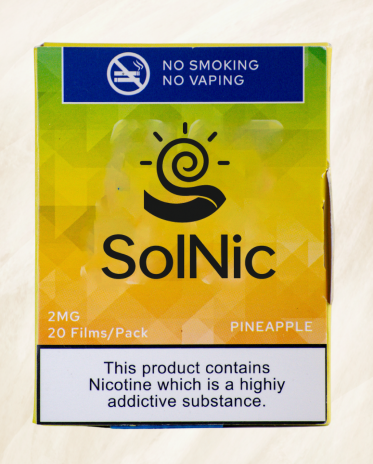 NO SMOKING
NO VAPING
SolNic
2MG
20 Films/Pack
PINEAPPLE
This product contains
Nicotine which is a highiy
addictive substance.